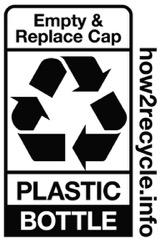 Empty &
Replace Cap
PLASTIC
BOTTLE
how2recycle.info